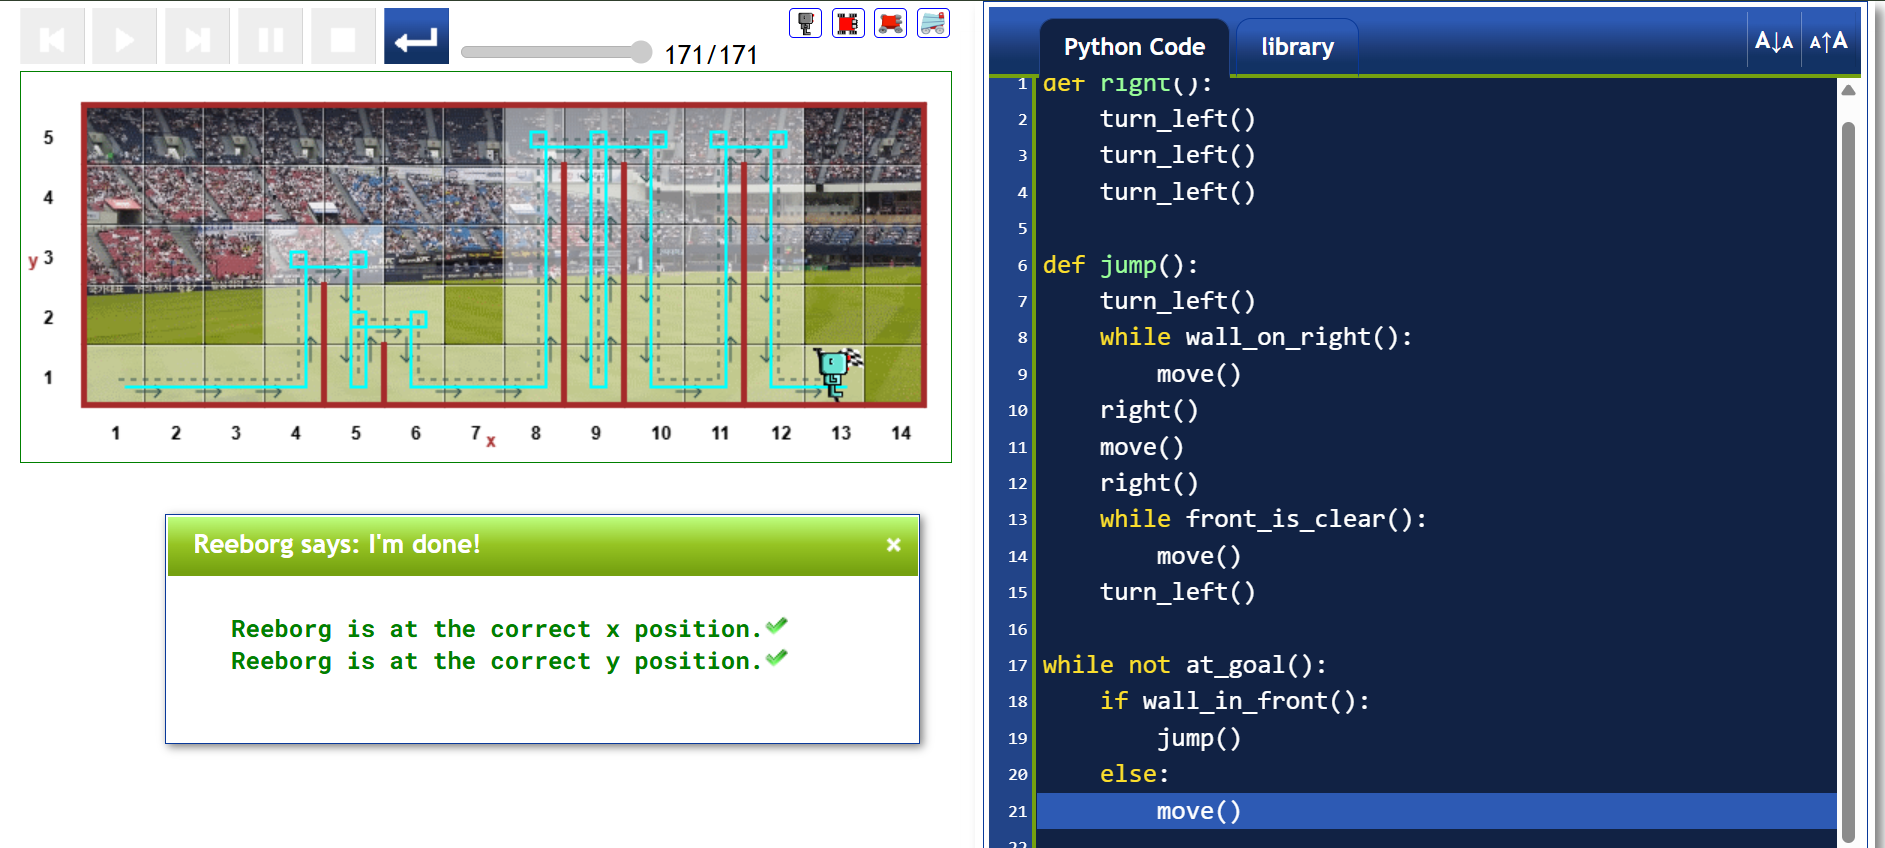 171/171
5
4
y 3
2
1
1 2 3 4 5 6 7 x 8 9 10 11 12 13 14
Reeborg says: I'm done!
×
Reeborg is at the correct x position.
Reeborg is at the correct y position.
Python Code
library
A↓A A↑A
1 def right():
2 turn_left()
3 turn_left()
4 turn_left()
5
6 def jump():
7 turn_left()
8 while wall_on_right():
9 move()
10 right()
11 move()
12 right()
13 while front_is_clear():
14 move()
15 turn_left()
16
17 while not at_goal():
18 if wall_in_front():
19 jump()
20 else:
21 move()
22